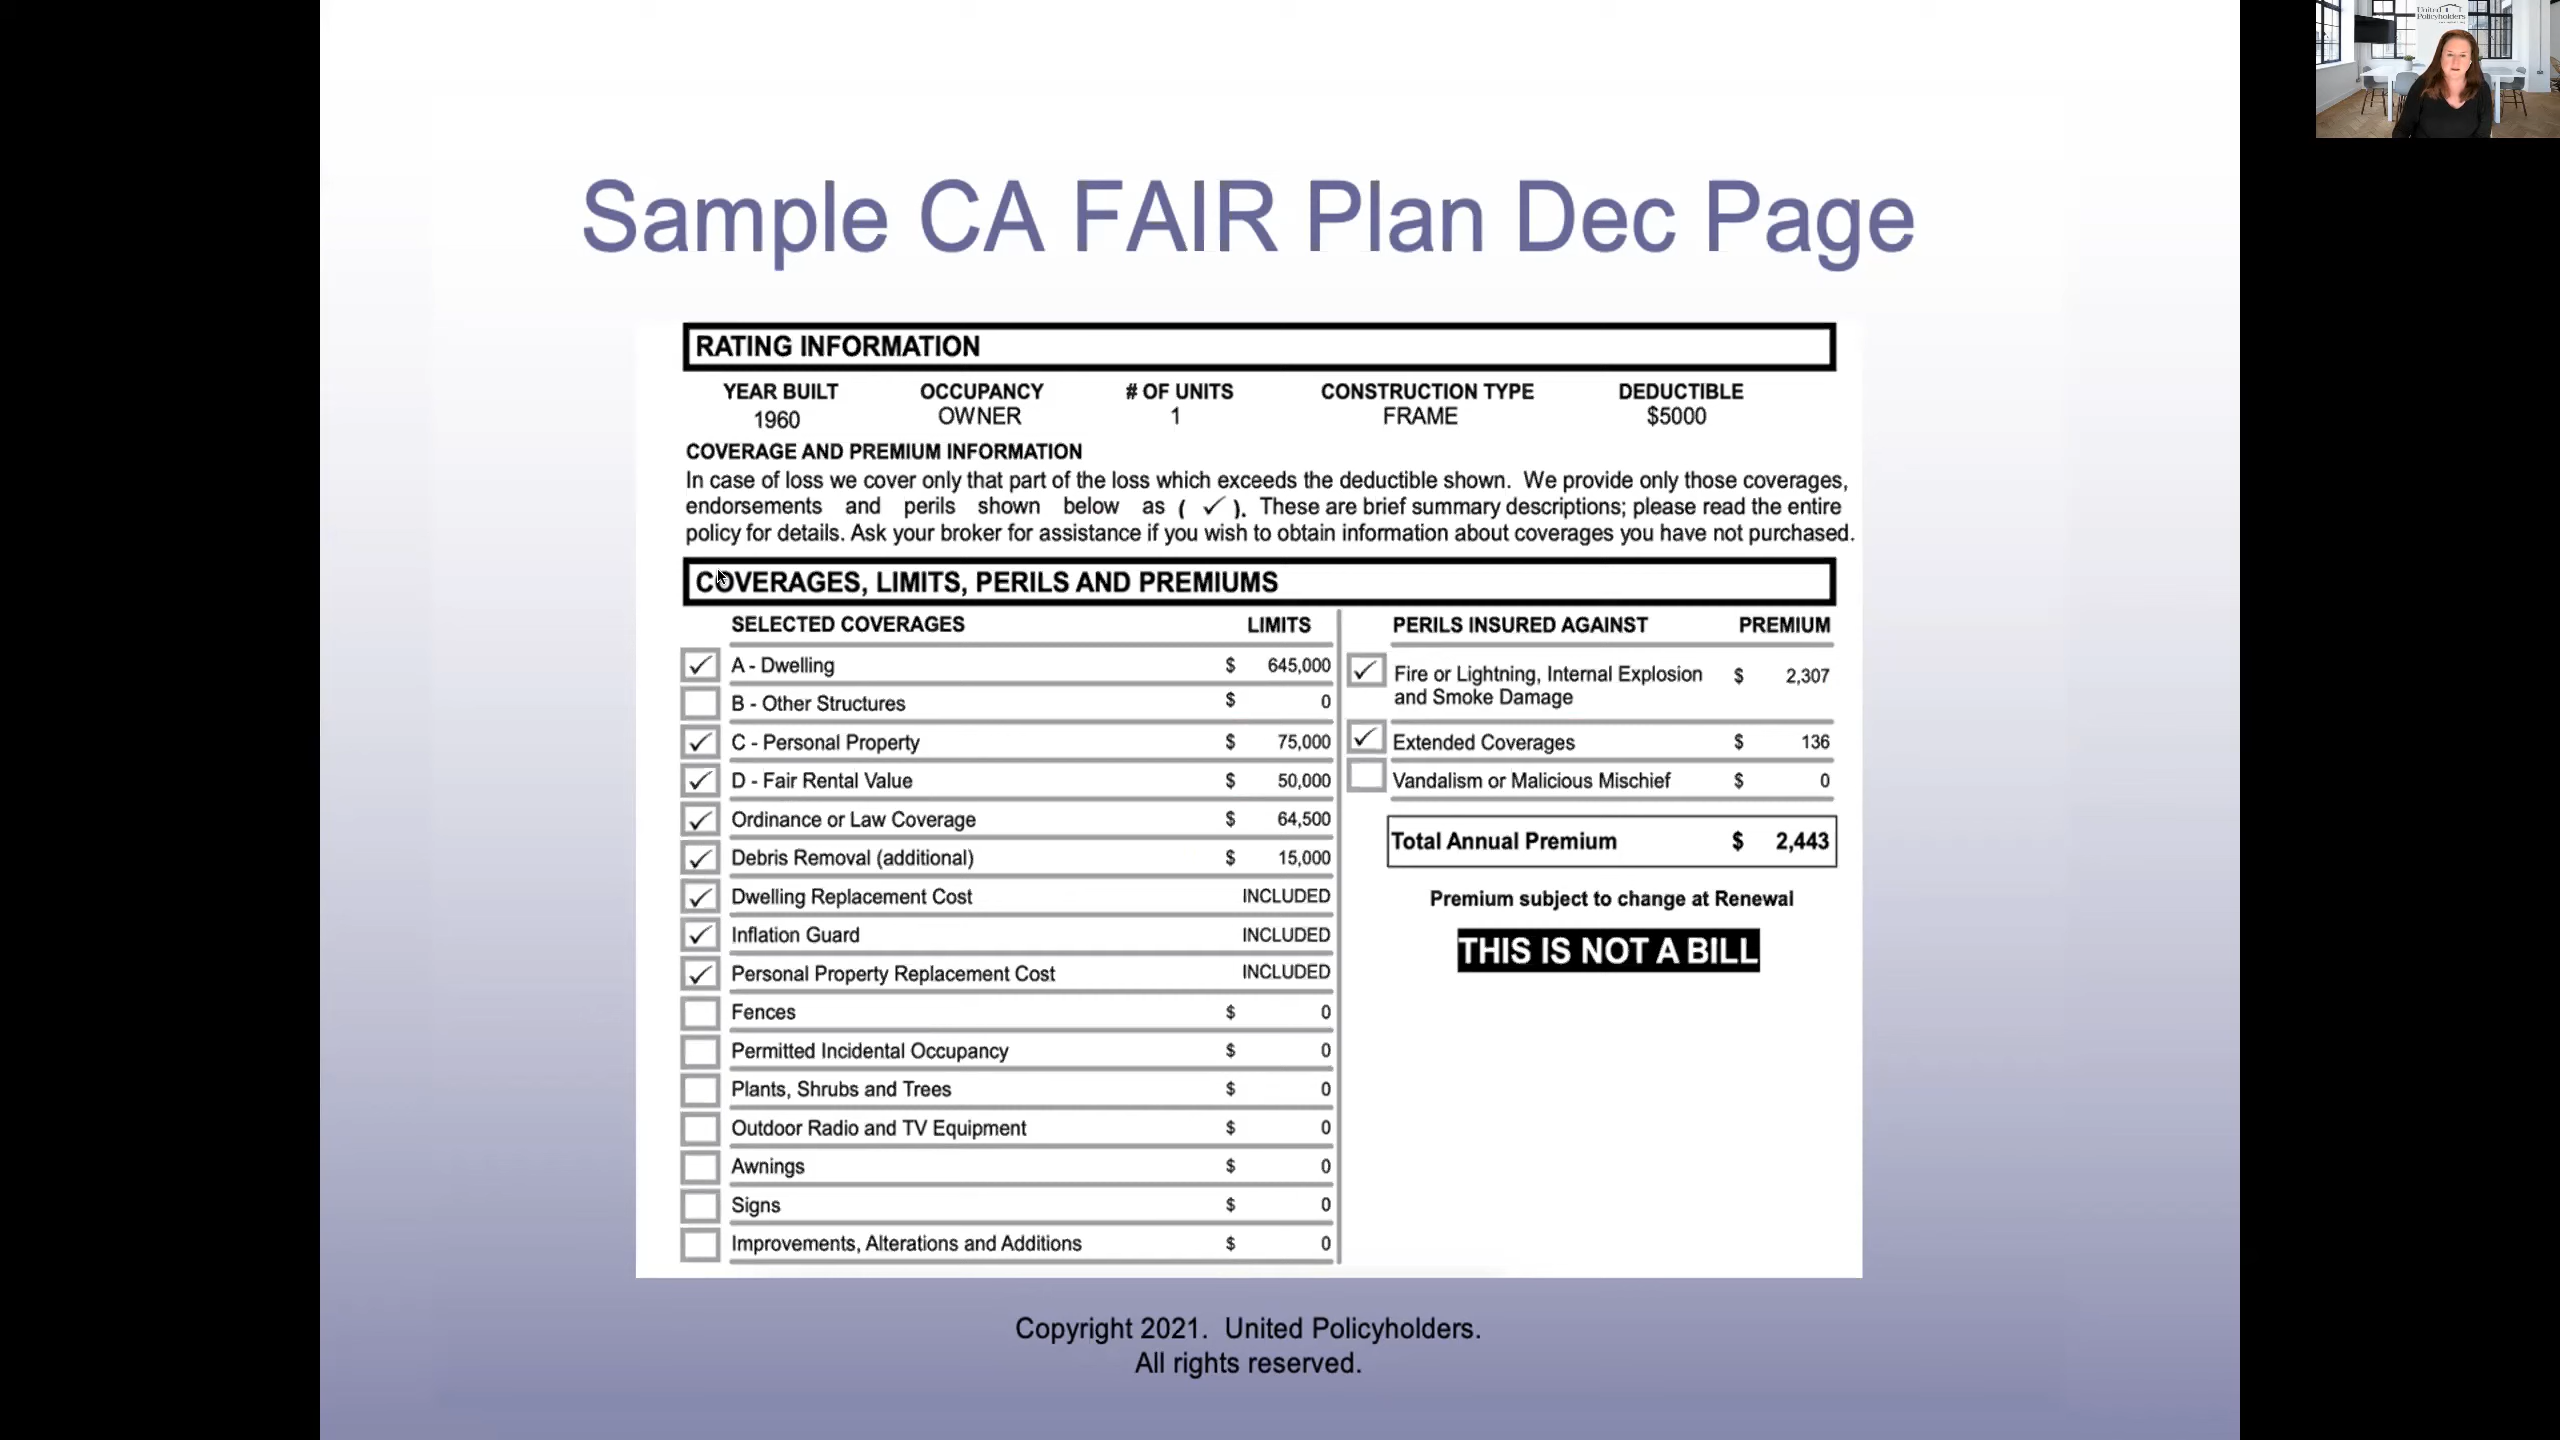 United
Policyholders
Sample CA FAIR Plan Dec Page
RATING INFORMATION
YEAR BUILT OCCUPANCY # OF UNITS CONSTRUCTION TYPE DEDUCTIBLE
1960 OWNER 1 FRAME $5000
COVERAGE AND PREMIUM INFORMATION
In case of loss we cover only that part of the loss which exceeds the deductible shown. We provide only those coverages,
endorsements and perils shown below as ( ✓ ). These are brief summary descriptions; please read the entire
policy for details. Ask your broker for assistance if you wish to obtain information about coverages you have not purchased.
COVERAGES, LIMITS, PERILS AND PREMIUMS
SELECTED COVERAGES LIMITS
✓ A - Dwelling $ 645,000
B - Other Structures $ 0
✓ C - Personal Property $ 75,000
✓ D - Fair Rental Value $ 50,000
✓ Ordinance or Law Coverage $ 64,500
✓ Debris Removal (additional) $ 15,000
✓ Dwelling Replacement Cost INCLUDED
✓ Inflation Guard INCLUDED
✓ Personal Property Replacement Cost INCLUDED
Fences $ 0
Permitted Incidental Occupancy $ 0
Plants, Shrubs and Trees $ 0
Outdoor Radio and TV Equipment $ 0
Awnings $ 0
Signs $ 0
Improvements, Alterations and Additions $ 0
PERILS INSURED AGAINST PREMIUM
✓ Fire or Lightning, Internal Explosion $ 2,307
and Smoke Damage
✓ Extended Coverages $ 136
Vandalism or Malicious Mischief $ 0
Total Annual Premium $ 2,443
Premium subject to change at Renewal
THIS IS NOT A BILL
Copyright 2021. United Policyholders.
All rights reserved.